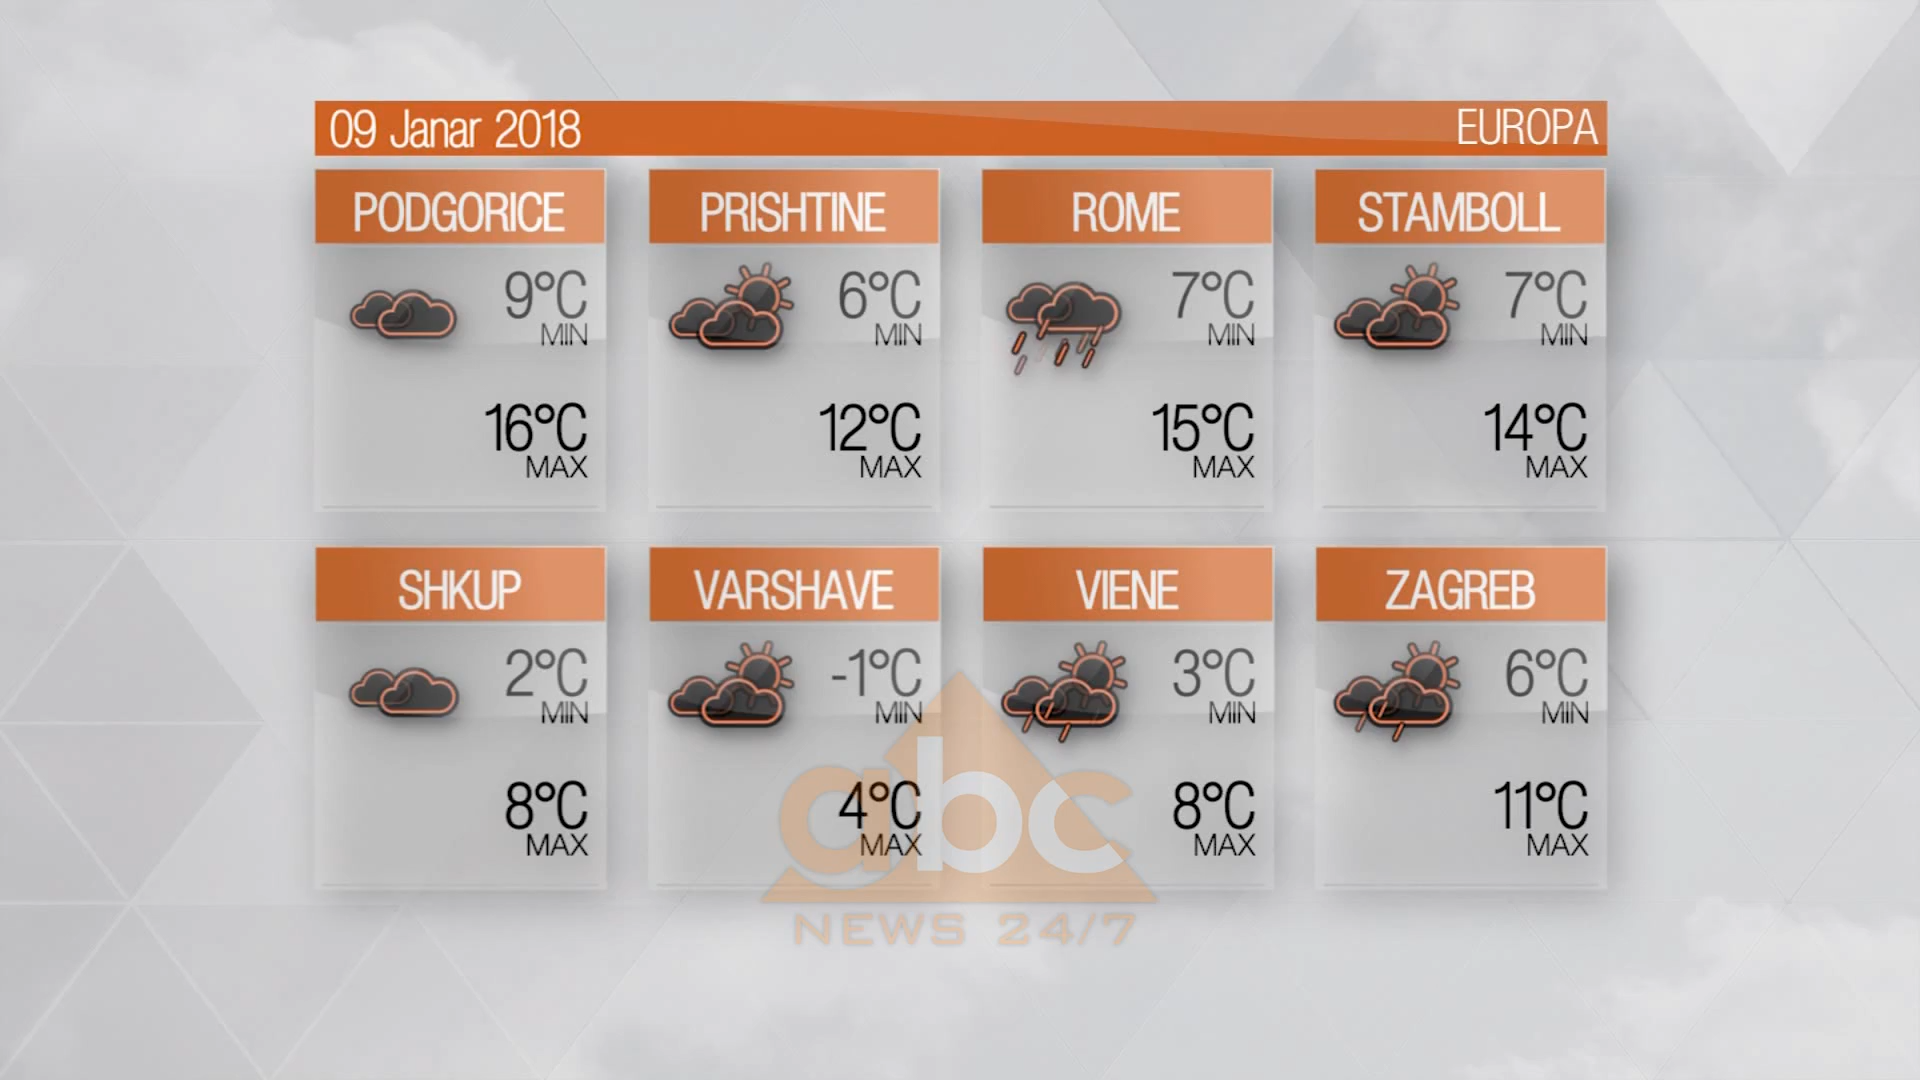 09 Janar 2018
EUROPA
PODGORICE
9°C
MIN
16°C
MAX
PRISHTINE
6°C
MIN
12°C
MAX
ROME
7°C
MIN
15°C
MAX
STAMBOLL
7°C
MIN
14°C
MAX
SHKUP
2°C
MIN
8°C
MAX
VARSHAVE
-1°C
MIN
4°C
MAX
VIENE
3°C
MIN
8°C
MAX
ZAGREB
6°C
MIN
11°C
MAX
abc
NEWS 24/7